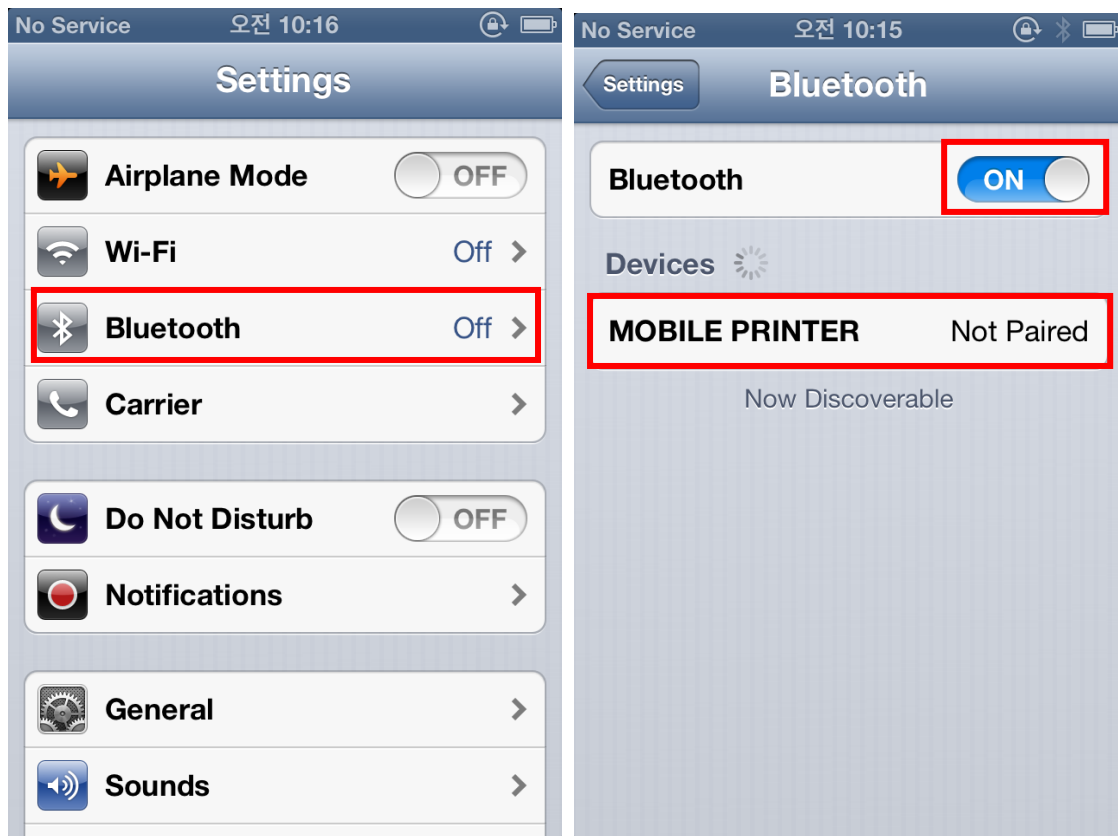 No Service 오전 10:16
Settings
Airplane Mode OFF
Wi-Fi Off
Bluetooth Off
Carrier
Do Not Disturb OFF
Notifications
General
Sounds
No Service 오전 10:15
Settings Bluetooth
Bluetooth ON
Devices
MOBILE PRINTER Not Paired
Now Discoverable